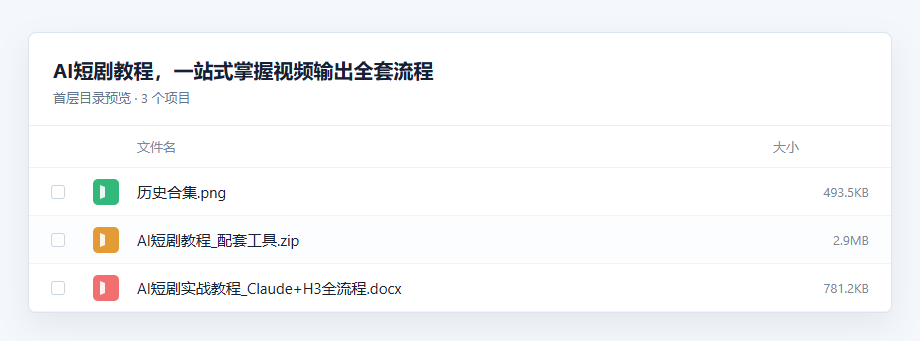 AI短剧教程，一站式掌握视频输出全套流程
首层目录预览 · 3 个项目
文件名 大小
历史合集.png 493.5KB
AI短剧教程_配套工具.zip 2.9MB
AI短剧实战教程_Claude+H3全流程.docx 781.2KB